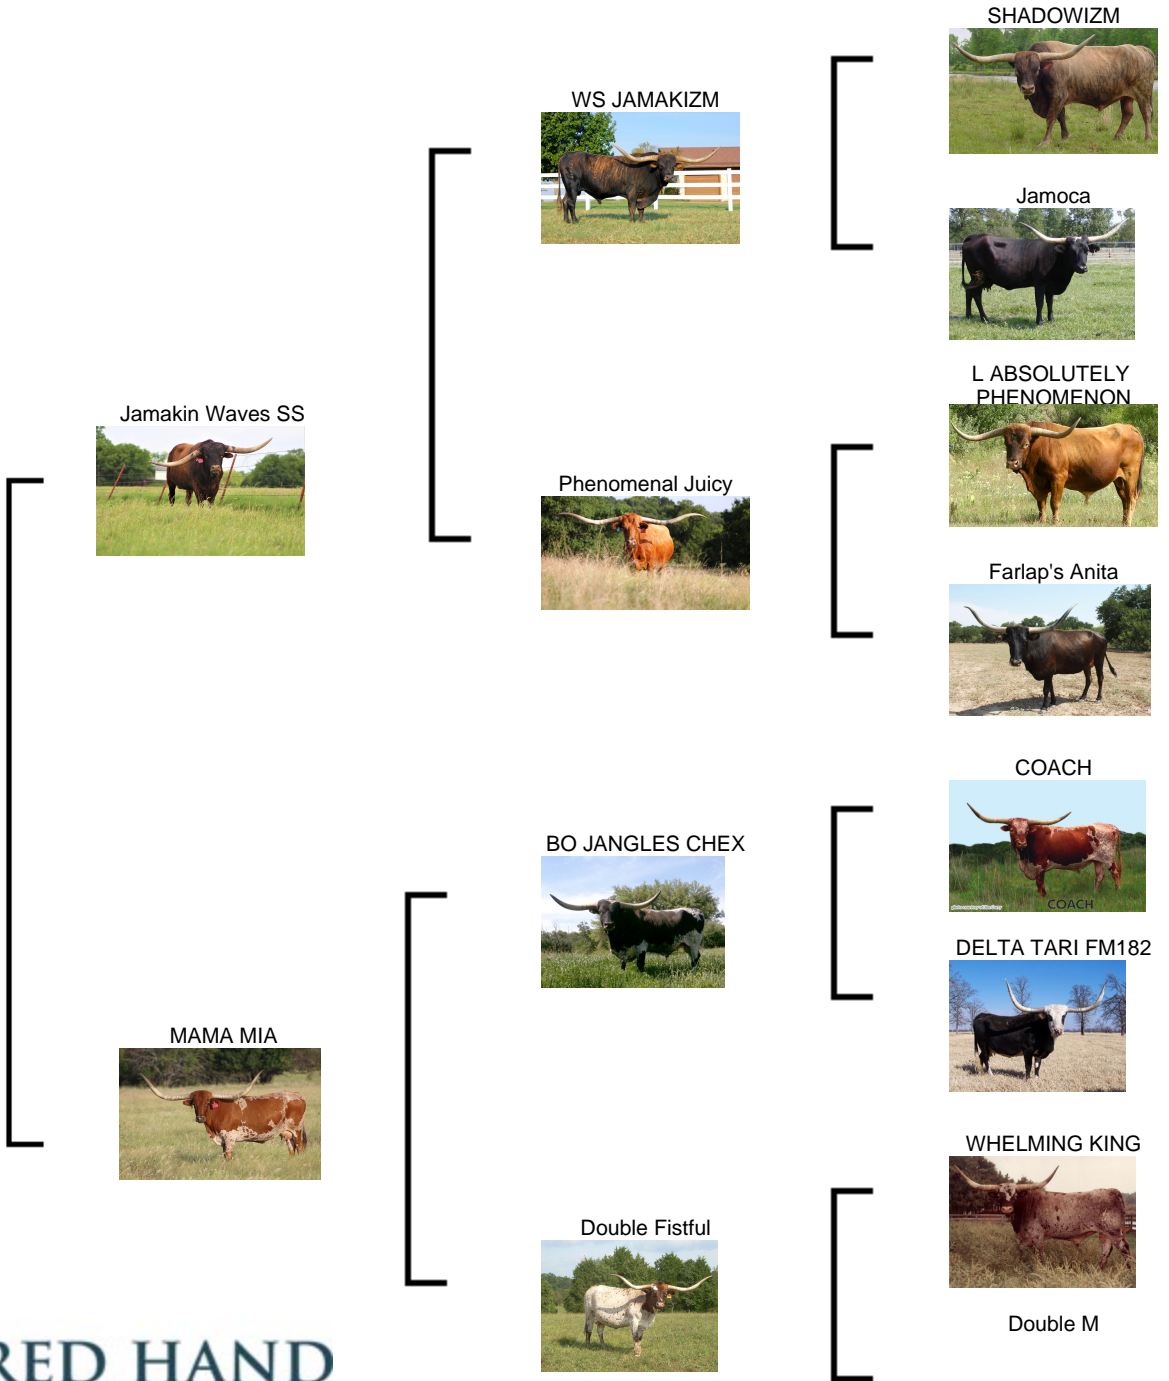 SHADOWIZM
WS JAMAKIZM
Jamoca
L ABSOLUTELY
PHENOMENON
Jamakin Waves SS
Phenomenal Juicy
Farlap's Anita
COACH
COACH
BO JANGLES CHEX
DELTA TARI FM182
MAMA MIA
WHELMING KING
Double Fistful
Double M
RED HAND